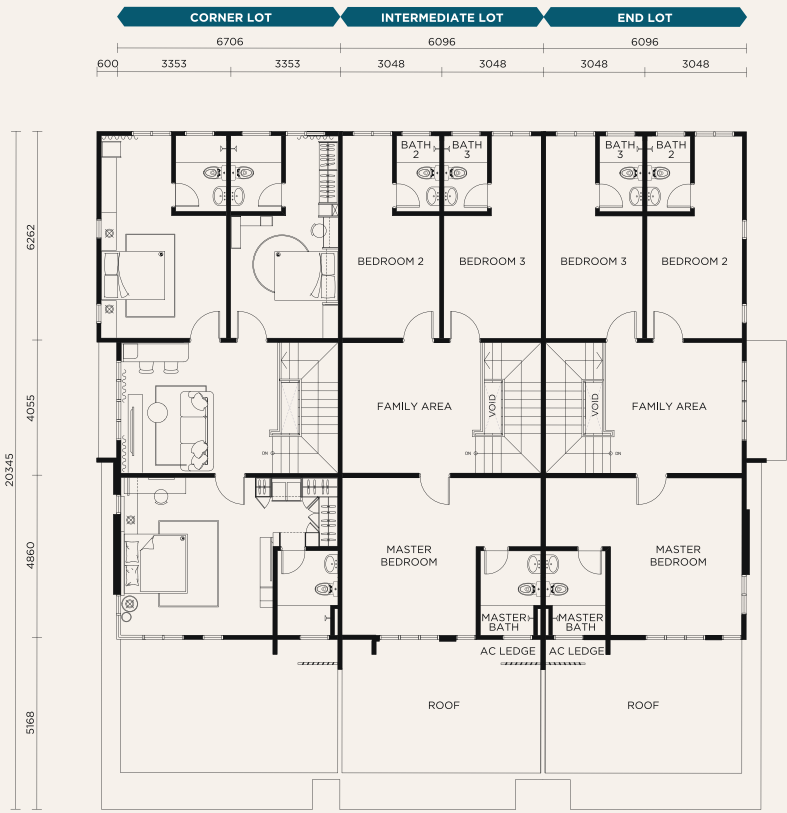 CORNER LOT INTERMEDIATE LOT END LOT
6706 6096 6096
600 3353 3353 3048 3048 3048 3048
BATH 2
BATH 3
BATH 3
BATH 2
6262
BEDROOM 2 BEDROOM 3 BEDROOM 3 BEDROOM 2
4055
FAMILY AREA
VOID
VOID
FAMILY AREA
DN DN DN
20345
4860
MASTER
BEDROOM
MASTER
BEDROOM
MASTER
BATH
MASTER
BATH
AC LEDGE AC LEDGE
5168
ROOF ROOF